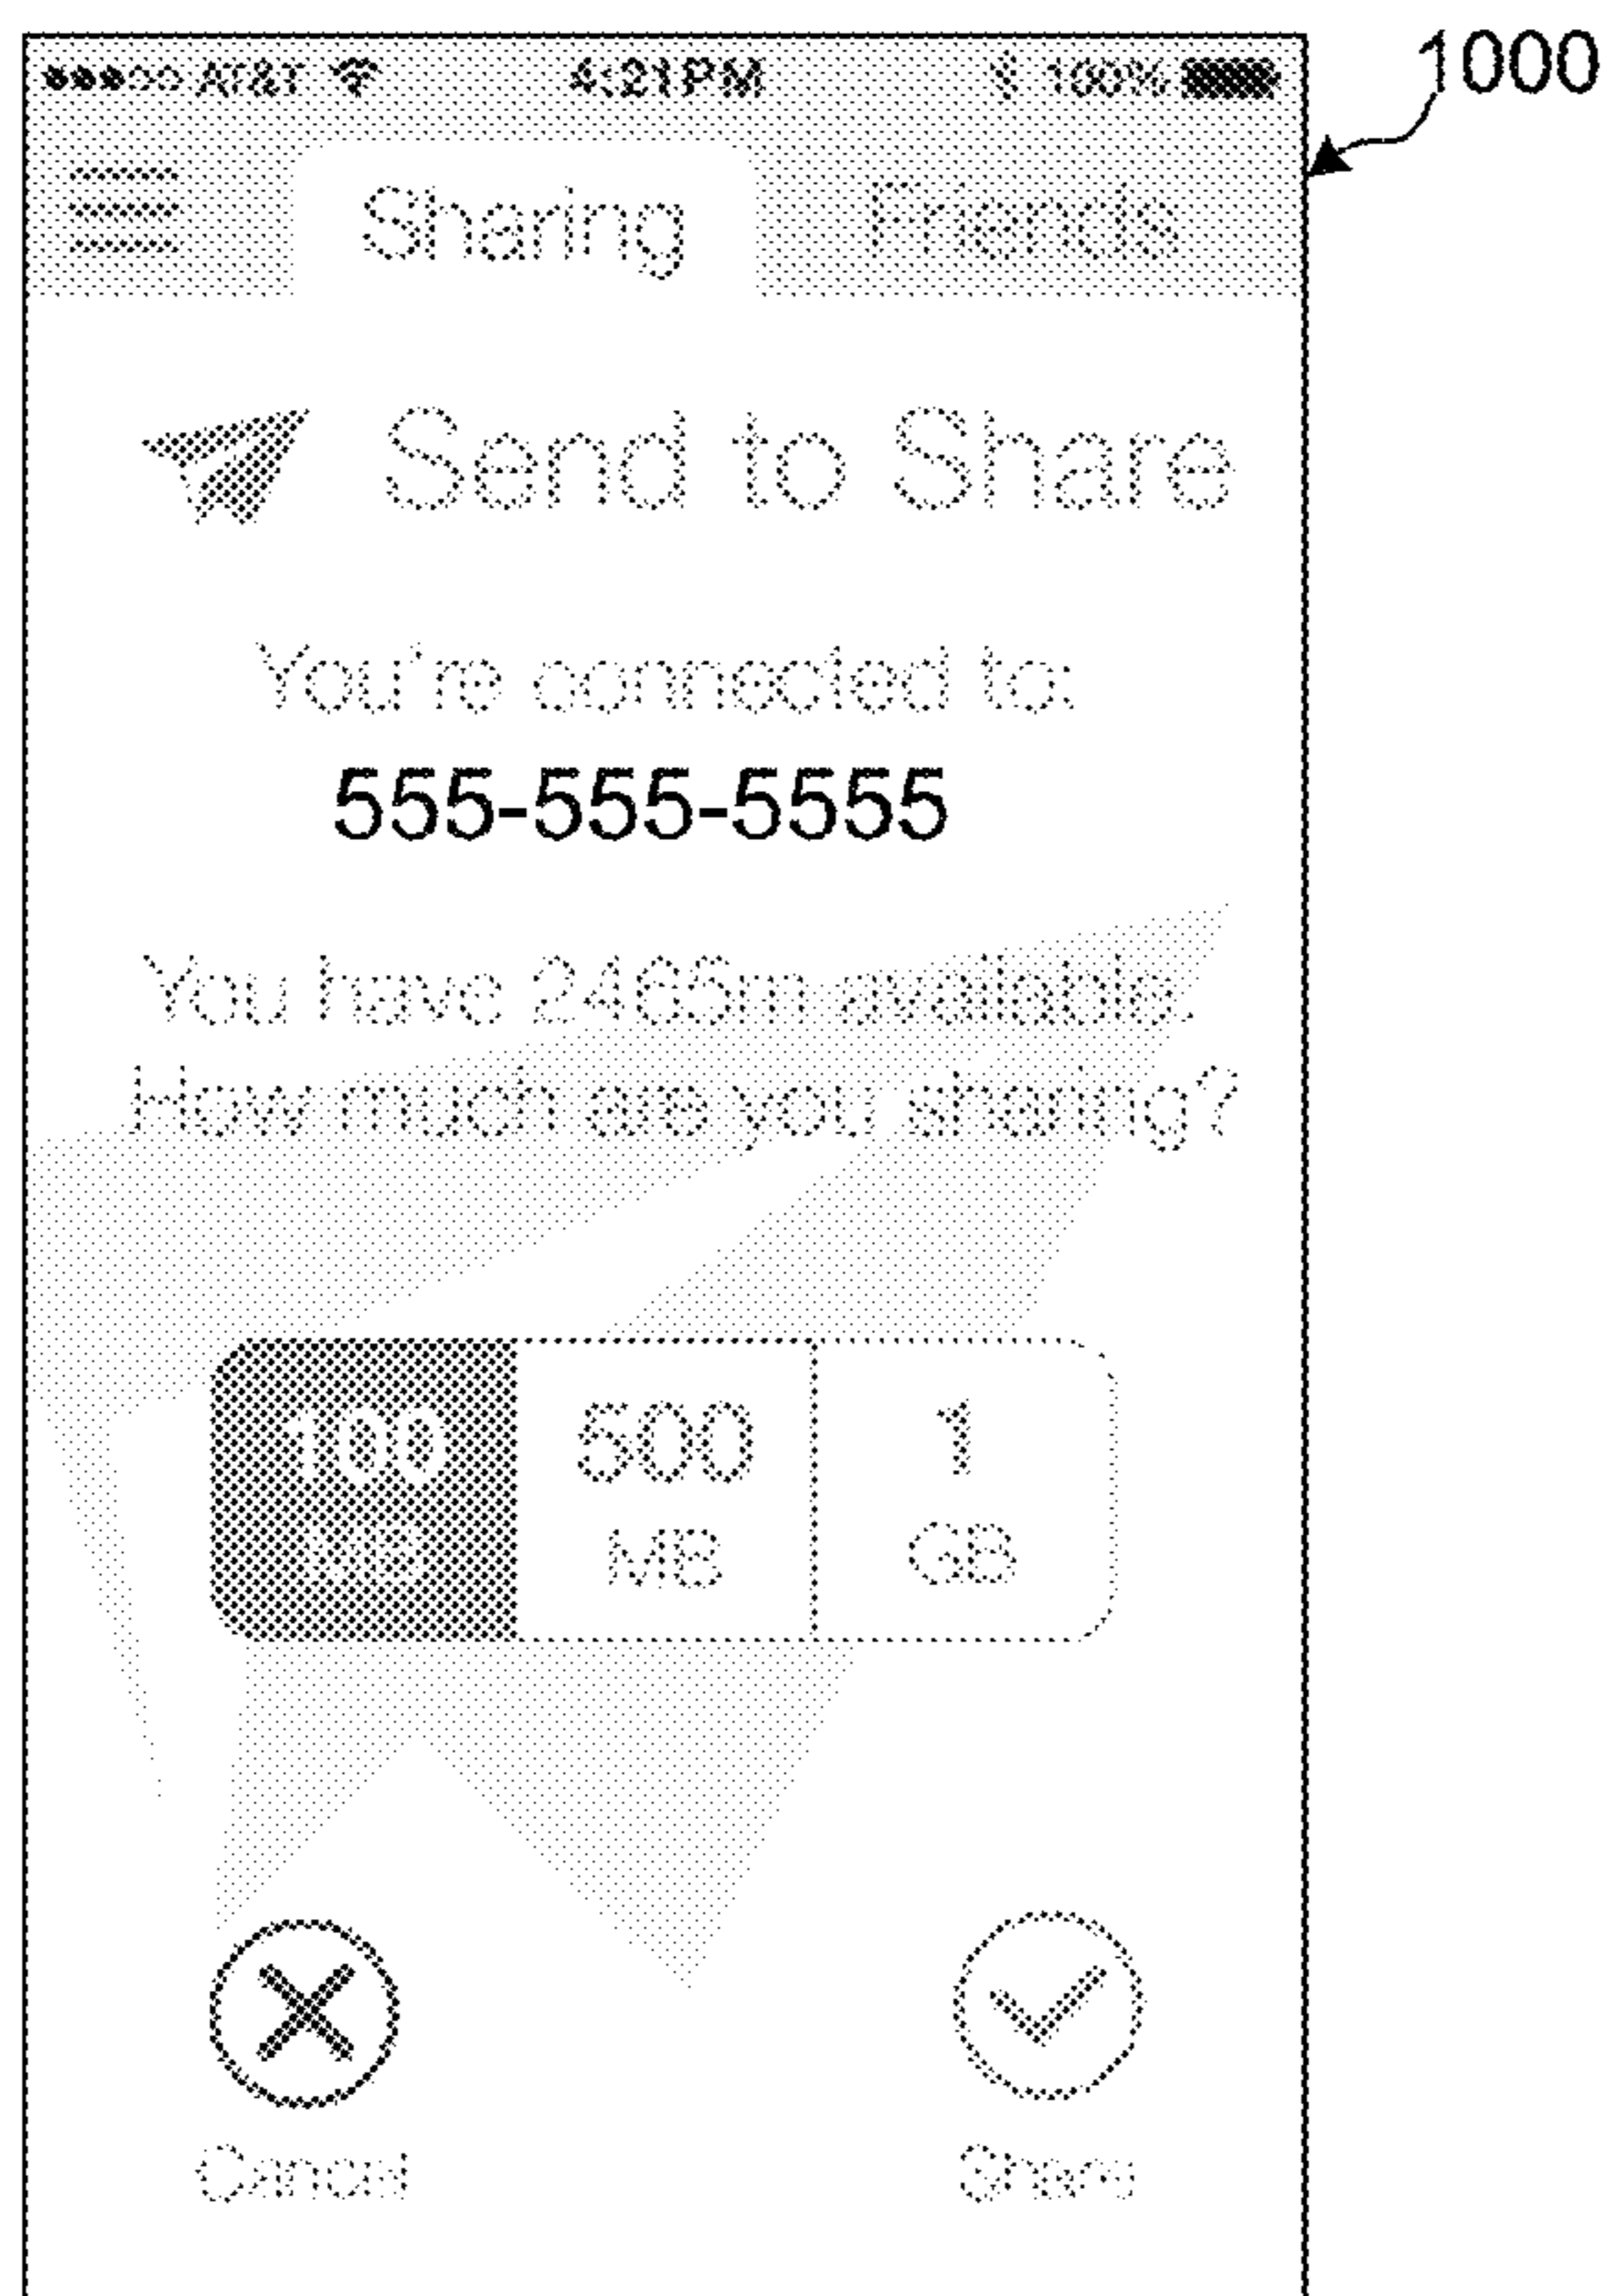 1000
AT&T 4:21PM 100%
Sharing Friends
Send to Share
You're connected to:
555-555-5555
You have 2465m available.
How much are you sharing?
100 500 1
MB MB GB
Cancel Share